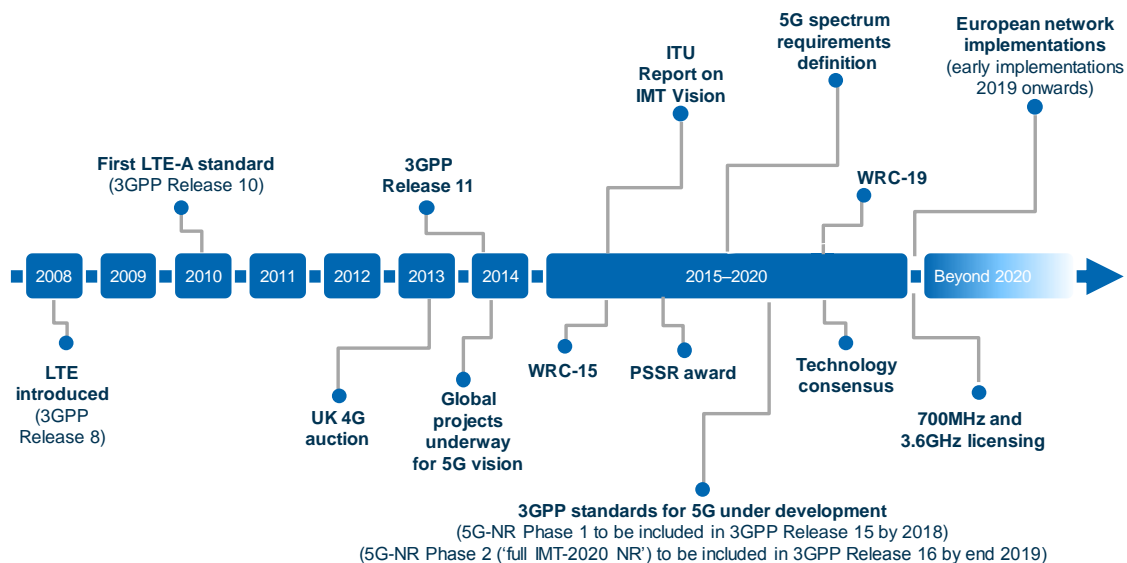 5G spectrum
requirements
definition
European network
implementations
(early implementations
2019 onwards)
ITU
Report on
IMT Vision
First LTE-A standard
(3GPP Release 10)
3GPP
Release 11
WRC-19
2008
2009
2010
2011
2012
2013
2014
2015–2020
Beyond 2020
LTE
introduced
(3GPP
Release 8)
UK 4G
auction
Global
projects
underway
for 5G vision
WRC-15
PSSR award
Technology
consensus
700MHz and
3.6GHz licensing
3GPP standards for 5G under development
(5G-NR Phase 1 to be included in 3GPP Release 15 by 2018)
(5G-NR Phase 2 (‘full IMT-2020 NR’) to be included in 3GPP Release 16 by end 2019)